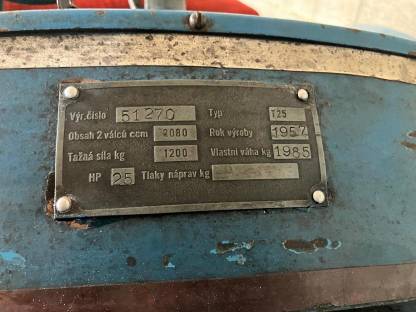 Výr.číslo 51270 Typ T25
Obsah 2 válců ccm 2080 Rok výroby 1957
Tažná síla kg 1200 Vlastní váha kg 1985
HP 25 Tlaky náprav kg